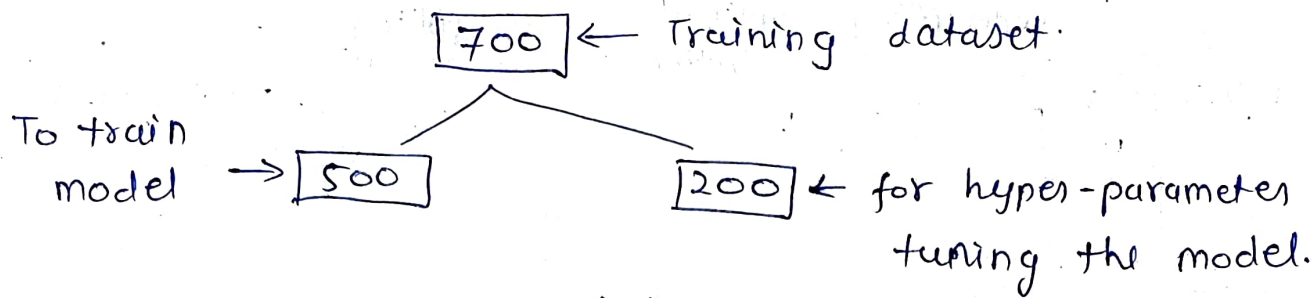 700 ← Training dataset.
To train
model → 500
200 ← for hyper-parameter
tuning the model.